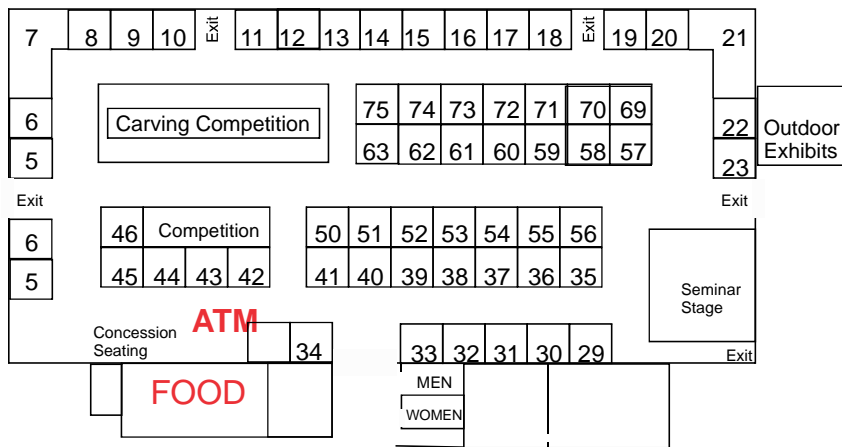 7 8 9 10 Exit 11 12 13 14 15 16 17 18 Exit 19 20 21
75 74 73 72 71 70 69
6 Carving Competition 22 Outdoor
Exhibits
63 62 61 60 59 58 57
5 23
Exit Exit
46 Competition 50 51 52 53 54 55 56
6
45 44 43 42 41 40 39 38 37 36 35
5
Seminar
Stage
ATM
Concession
Seating
34 33 32 31 30 29 Exit
FOOD
MEN
WOMEN